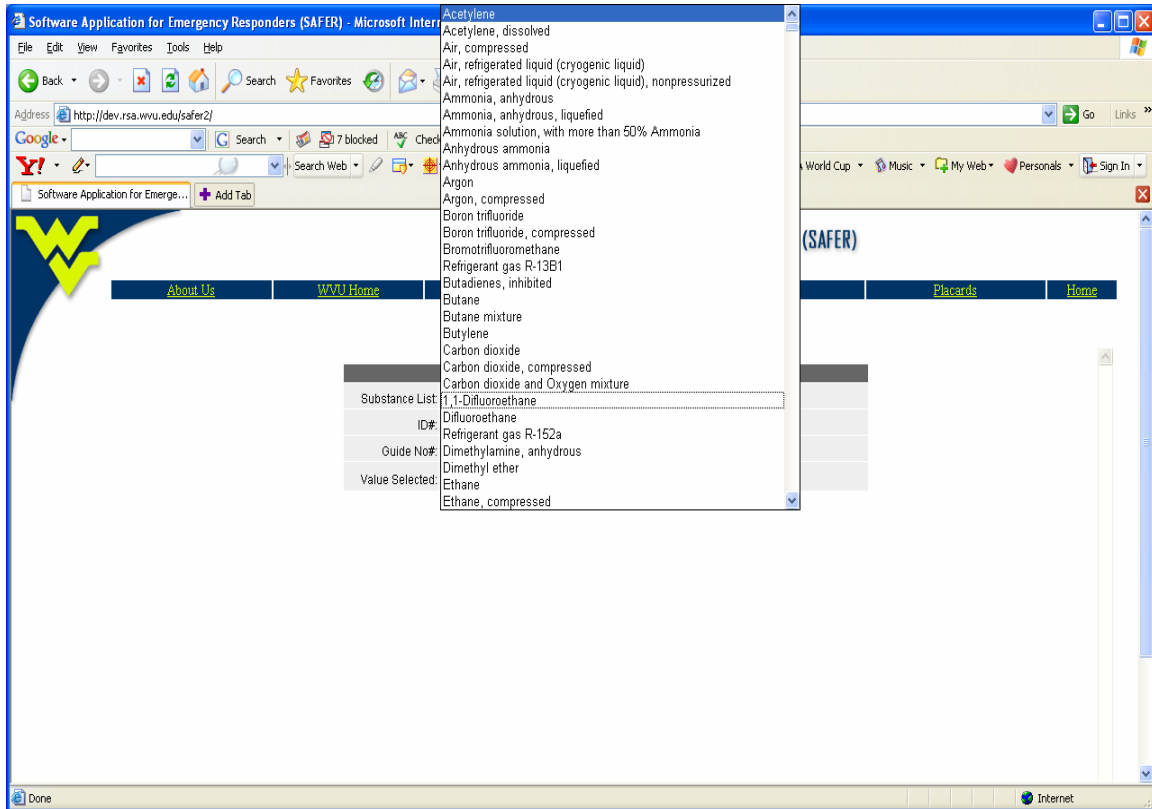 Software Application for Emergency Responders (SAFER) - Microsoft Intern
File Edit View Favorites Tools Help
Back Search Favorites
Address http://dev.rsa.wvu.edu/safer2/ Go Links »
Google Search 7 blocked ABC Check
Y! Search Web World Cup Music My Web Personals Sign In
Software Application for Emerge... Add Tab
(SAFER)
About Us WVU Home Placards Home
Substance List:
ID#:
Guide No#:
Value Selected:
Acetylene
Acetylene, dissolved
Air, compressed
Air, refrigerated liquid (cryogenic liquid)
Air, refrigerated liquid (cryogenic liquid), nonpressurized
Ammonia, anhydrous
Ammonia, anhydrous, liquefied
Ammonia solution, with more than 50% Ammonia
Anhydrous ammonia
Anhydrous ammonia, liquefied
Argon
Argon, compressed
Boron trifluoride
Boron trifluoride, compressed
Bromotrifluoromethane
Refrigerant gas R-13B1
Butadienes, inhibited
Butane
Butane mixture
Butylene
Carbon dioxide
Carbon dioxide, compressed
Carbon dioxide and Oxygen mixture
1,1-Difluoroethane
Difluoroethane
Refrigerant gas R-152a
Dimethylamine, anhydrous
Dimethyl ether
Ethane
Ethane, compressed
Done Internet